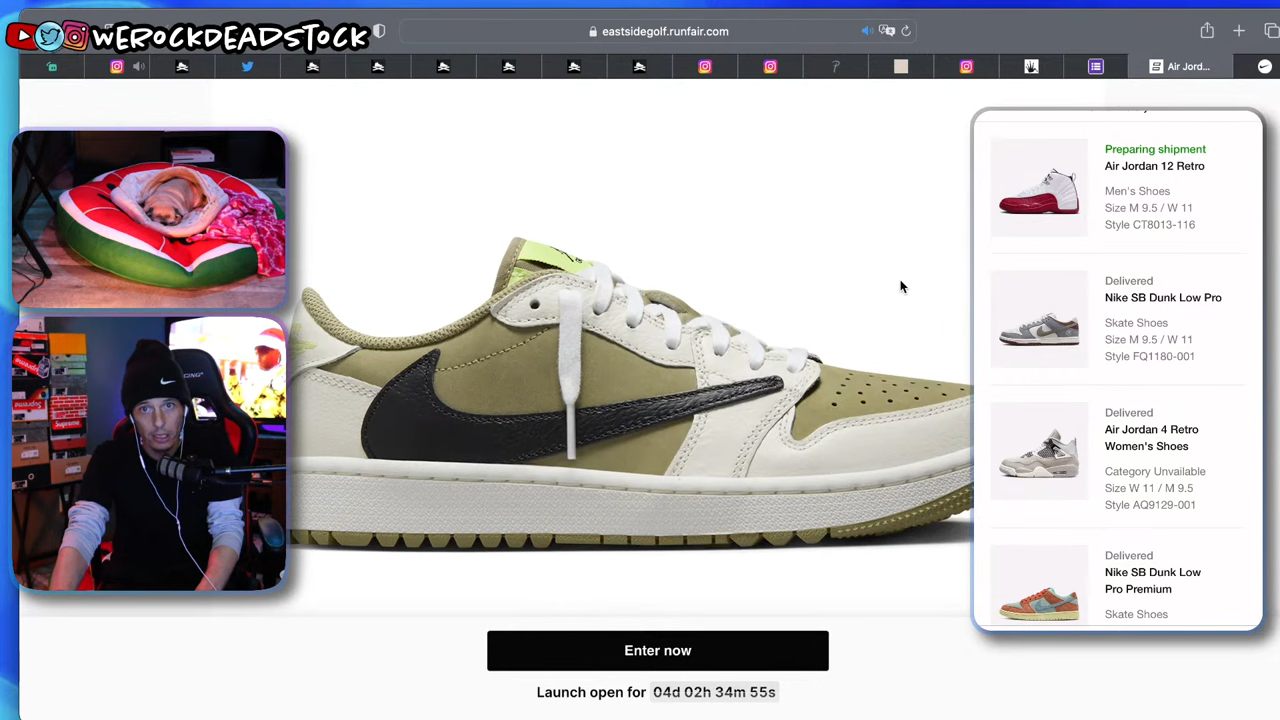 WEROCKDEADSTOCK
eastsidegolf.runfair.com
Air Jord...
Preparing shipment
Air Jordan 12 Retro
Men's Shoes
Size M 9.5 / W 11
Style CT8013-116
Delivered
Nike SB Dunk Low Pro
Skate Shoes
Size M 9.5 / W 11
Style FQ1180-001
Delivered
Air Jordan 4 Retro
Women's Shoes
Category Unavailable
Size W 11 / M 9.5
Style AQ9129-001
Delivered
Nike SB Dunk Low
Pro Premium
Skate Shoes
Supreme
Enter now
Launch open for 04d 02h 34m 55s